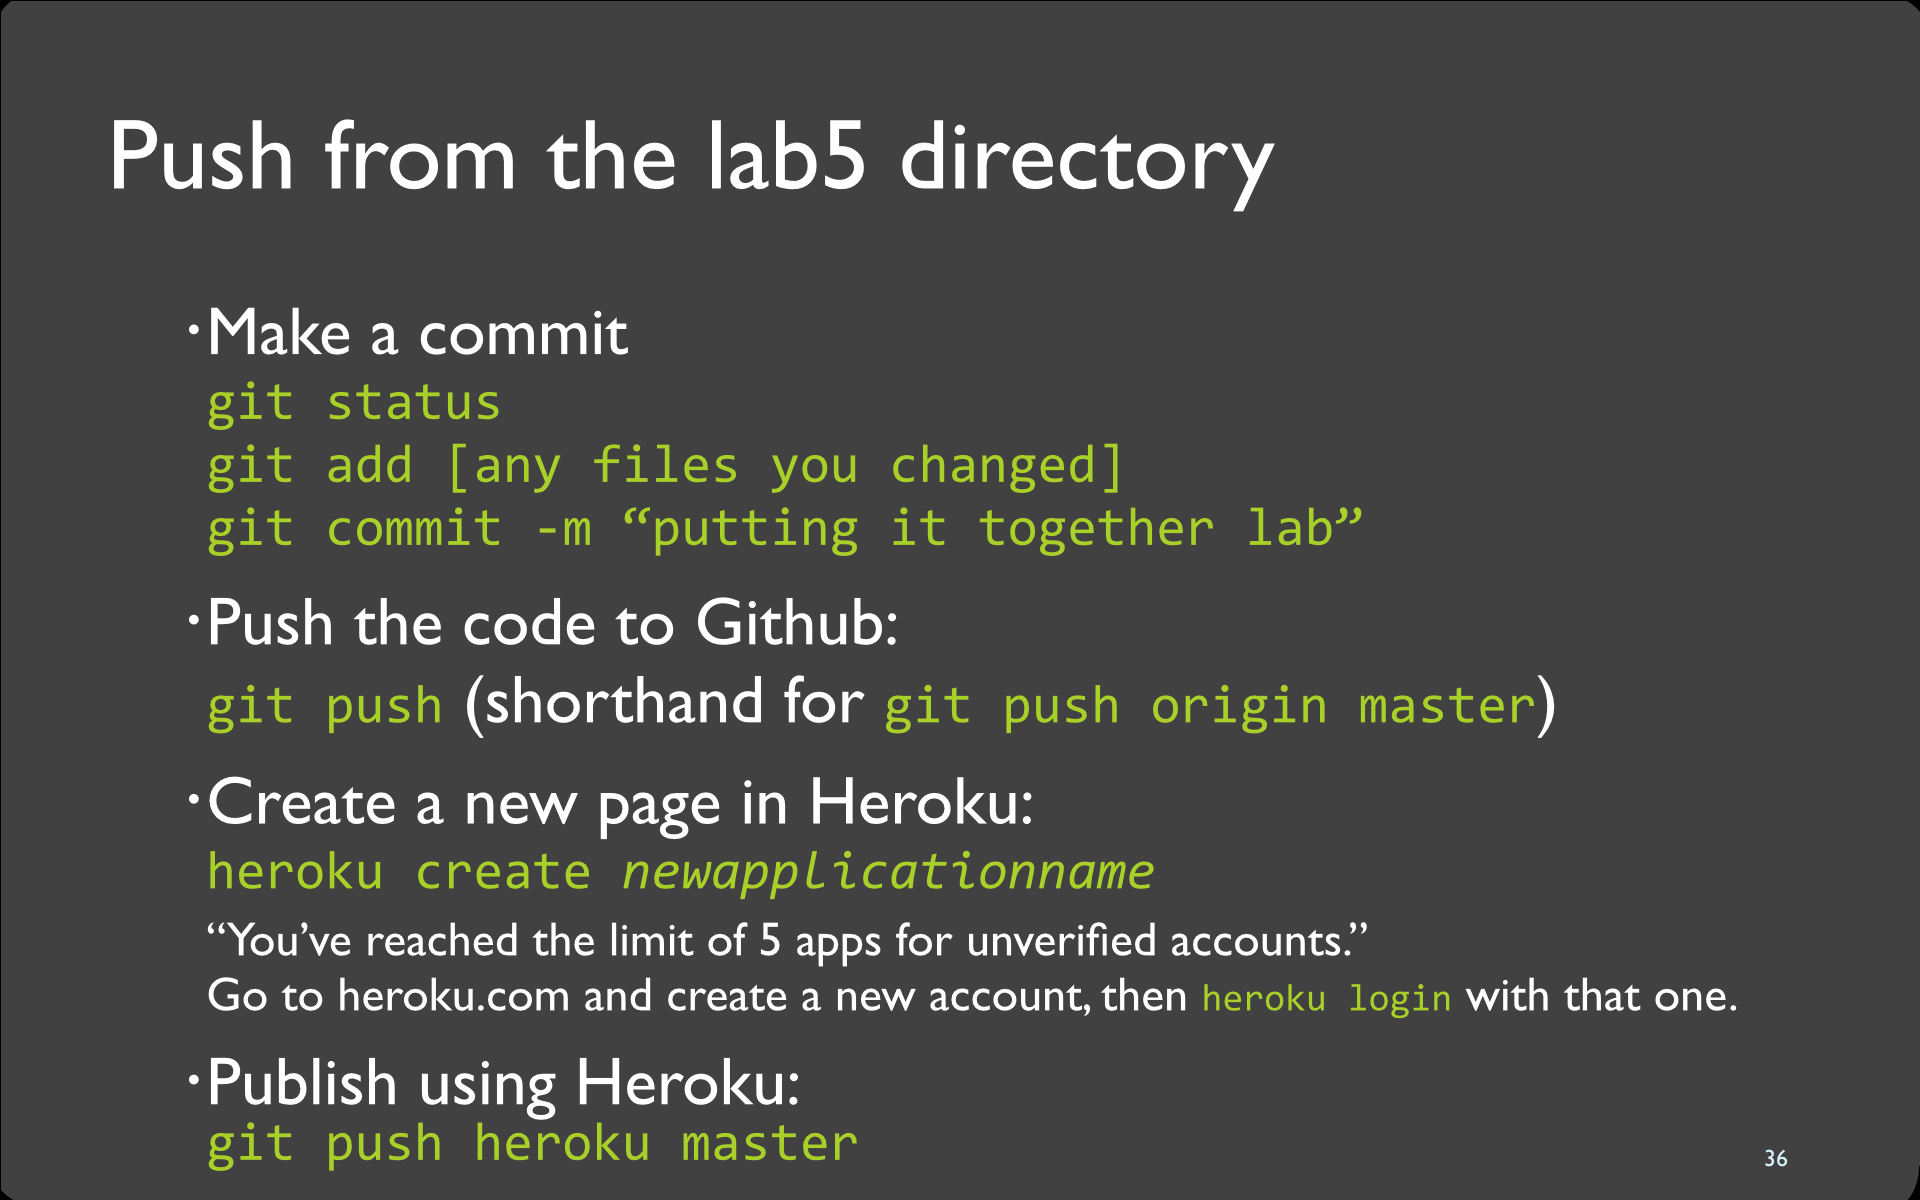 Push from the lab5 directory
•Make a commit
git status
git add [any files you changed]
git commit -m “putting it together lab”
•Push the code to Github:
git push (shorthand for git push origin master)
•Create a new page in Heroku:
heroku create newapplicationname
“You’ve reached the limit of 5 apps for unverified accounts.”
Go to heroku.com and create a new account, then heroku login with that one.
•Publish using Heroku:
git push heroku master
36